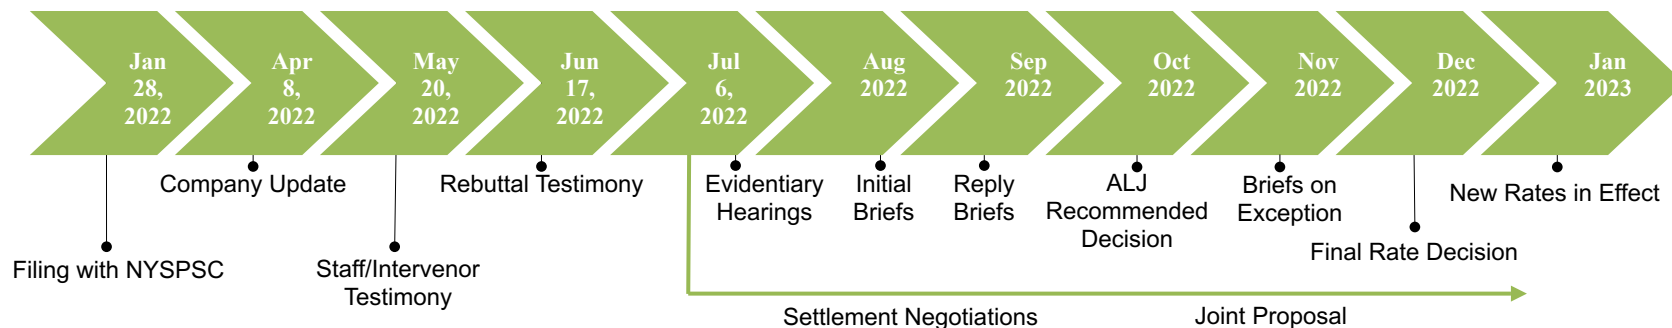 Jan
28,
2022
Apr
8,
2022
May
20,
2022
Jun
17,
2022
Jul
6,
2022
Aug
2022
Sep
2022
Oct
2022
Nov
2022
Dec
2022
Jan
2023
Company Update
Rebuttal Testimony
Evidentiary
Hearings
Initial
Briefs
Reply
Briefs
ALJ
Recommended
Decision
Briefs on
Exception
New Rates in Effect
Filing with NYSPSC
Staff/Intervenor
Testimony
Final Rate Decision
Settlement Negotiations
Joint Proposal